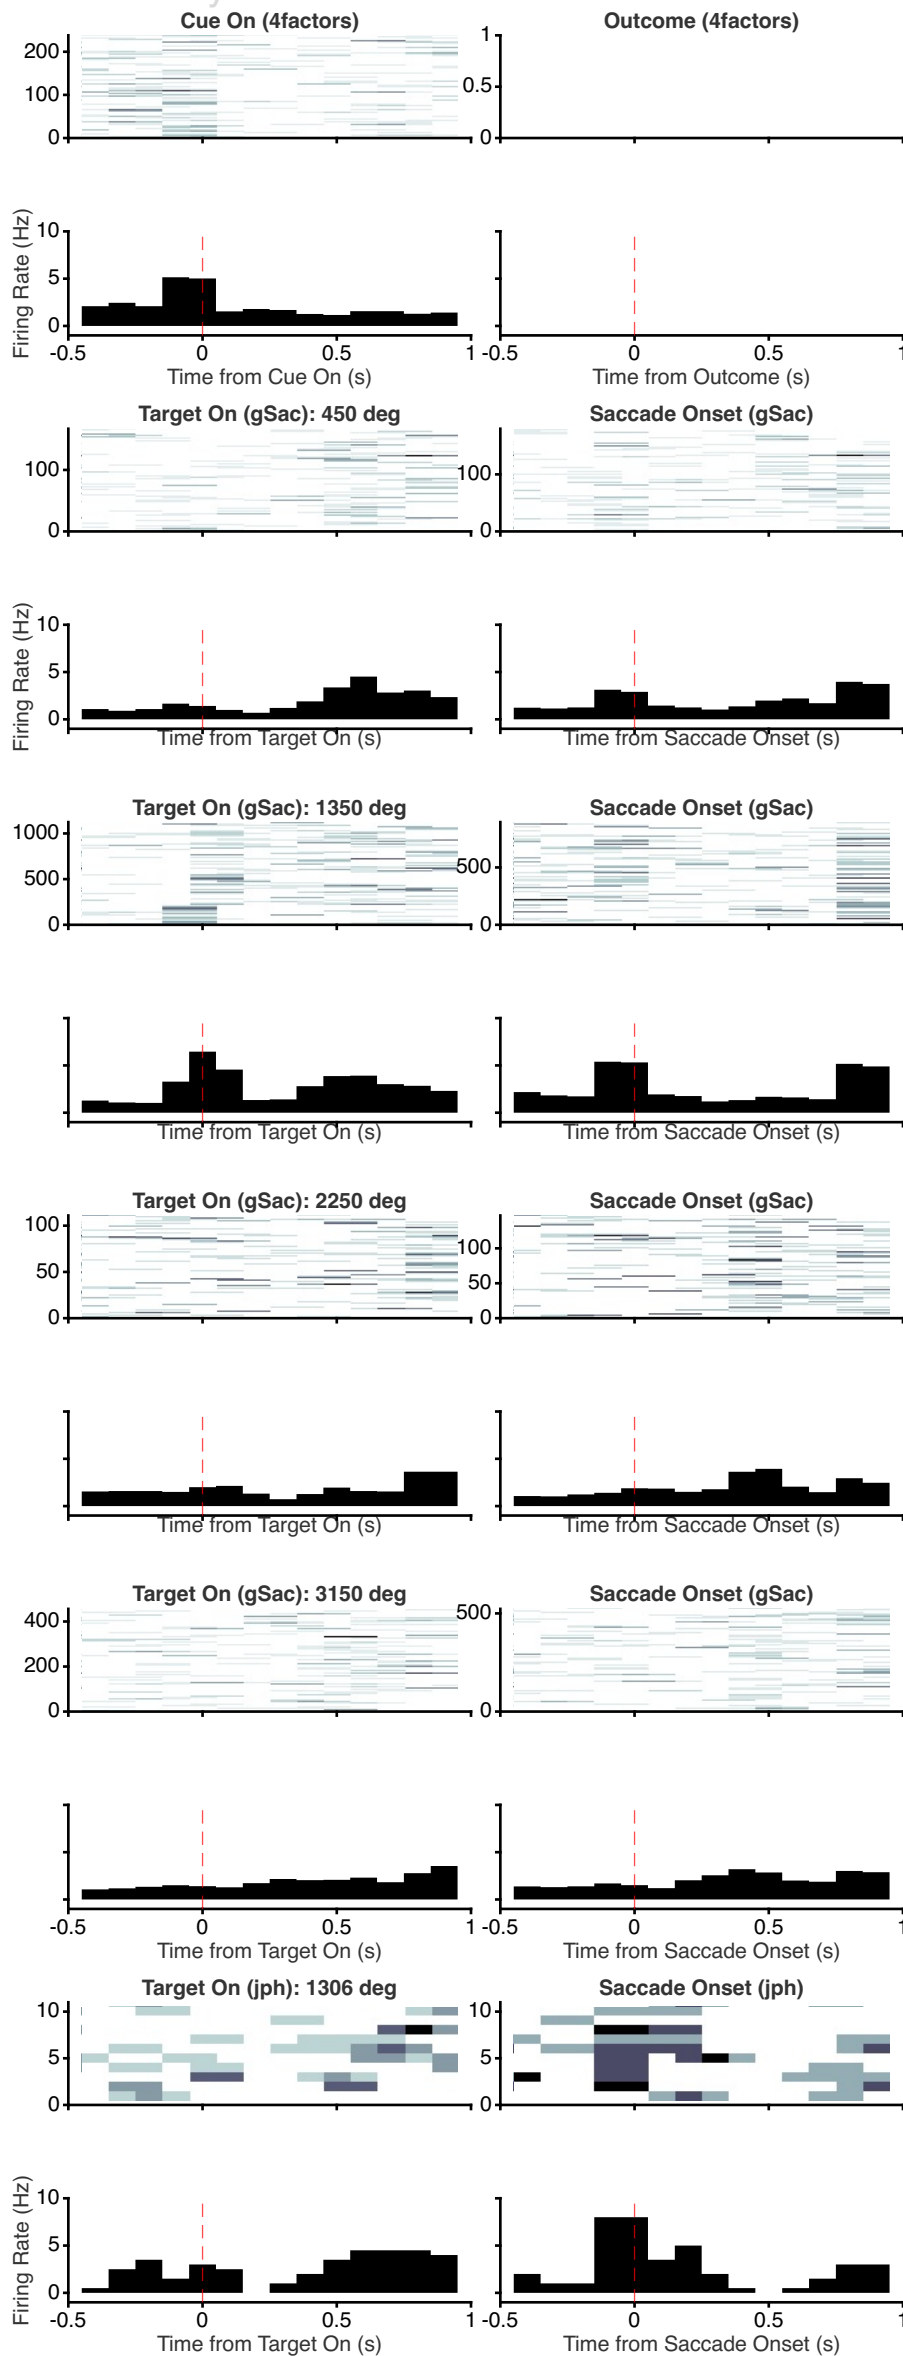 Cue On (4factors) Outcome (4factors)
200
100
0
1
0.5
0
Firing Rate (Hz)
10
5
0
-0.5 0 0.5 1 -0.5 0 0.5 1
Time from Cue On (s) Time from Outcome (s)
Target On (gSac): 450 deg Saccade Onset (gSac)
100
0
100
0
Firing Rate (Hz)
10
5
0
Time from Target On (s) Time from Saccade Onset (s)
Target On (gSac): 1350 deg Saccade Onset (gSac)
1000
500
0
500
0
Time from Target On (s) Time from Saccade Onset (s)
Target On (gSac): 2250 deg Saccade Onset (gSac)
100
50
0
100
50
0
Time from Target On (s) Time from Saccade Onset (s)
Target On (gSac): 3150 deg Saccade Onset (gSac)
400
200
0
500
0
-0.5 0 0.5 1 -0.5 0 0.5 1
Time from Target On (s) Time from Saccade Onset (s)
Target On (jph): 1306 deg Saccade Onset (jph)
10
5
0
10
5
0
Firing Rate (Hz)
10
5
0
-0.5 0 0.5 1 -0.5 0 0.5 1
Time from Target On (s) Time from Saccade Onset (s)